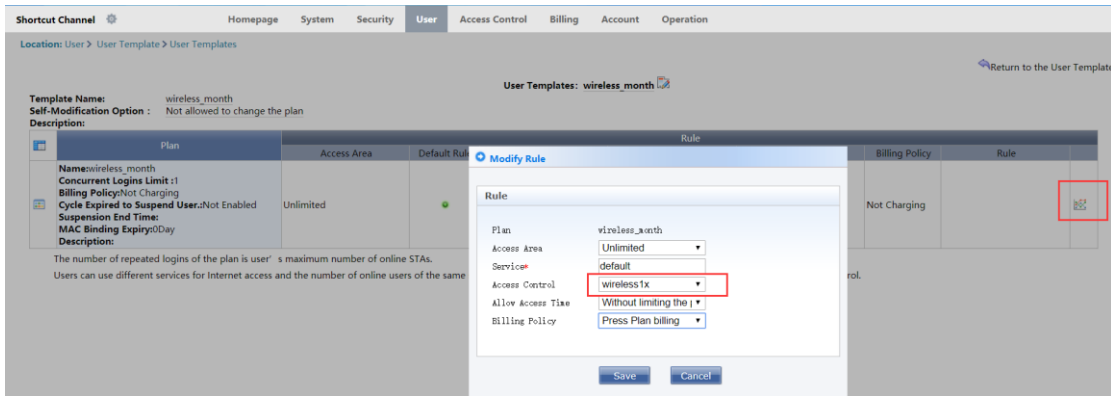 Shortcut Channel Homepage System Security User Access Control Billing Account Operation
Location: User > User Template > User Templates
Return to the User Template
User Templates: wireless_month
Template Name: wireless_month
Self-Modification Option : Not allowed to change the plan
Description:
Plan Rule
Access Area Default Rule Billing Policy Rule
Name:wireless_month
Concurrent Logins Limit :1
Billing Policy:Not Charging
Cycle Expired to Suspend User.:Not Enabled
Suspension End Time:
MAC Binding Expiry:0Day
Description:
Unlimited Not Charging
The number of repeated logins of the plan is user's maximum number of online STAs.
Users can use different services for Internet access and the number of online users of the same rol.
Modify Rule
Rule
Plan wireless_month
Access Area Unlimited
Service* default
Access Control wireless1x
Allow Access Time Without limiting the
Billing Policy Press Plan billing
Save Cancel